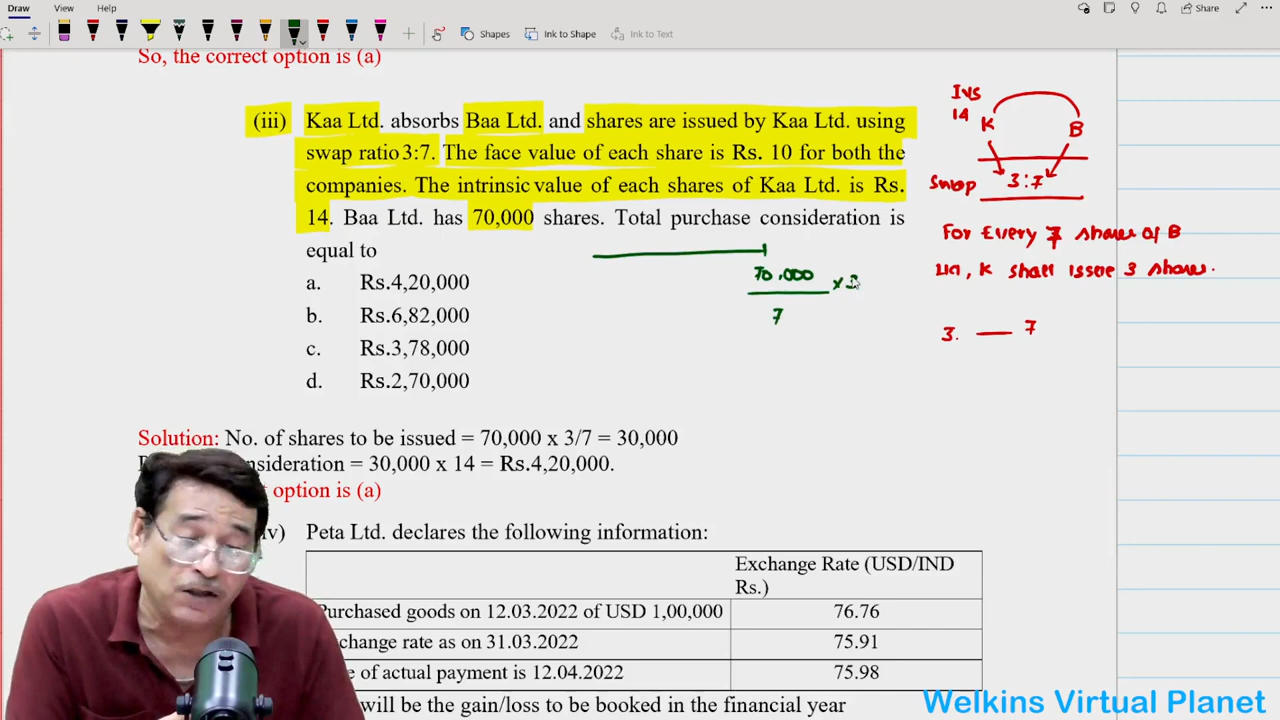 Draw View Help
Share
Shapes Ink to Shape Ink to Text
So, the correct option is (a)
(iii) Kaa Ltd. absorbs Baa Ltd. and shares are issued by Kaa Ltd. using
swap ratio 3:7. The face value of each share is Rs. 10 for both the
companies. The intrinsic value of each shares of Kaa Ltd. is Rs.
14. Baa Ltd. has 70,000 shares. Total purchase consideration is
equal to
a. Rs.4,20,000
b. Rs.6,82,000
c. Rs.3,78,000
d. Rs.2,70,000
70,000 x 3
7
IVs
14 K B
Swap 3:7
For Every 7 shares of B
K shall issue 3 shares.
3. — 7
Solution: No. of shares to be issued = 70,000 x 3/7 = 30,000
nsideration = 30,000 x 14 = Rs.4,20,000.
option is (a)
v) Peta Ltd. declares the following information:
Exchange Rate (USD/IND
Rs.)
Purchased goods on 12.03.2022 of USD 1,00,000 76.76
change rate as on 31.03.2022 75.91
e of actual payment is 12.04.2022 75.98
will be the gain/loss to be booked in the financial year
Welkins Virtual Planet